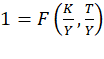 1 = F(K/Y, T/Y)